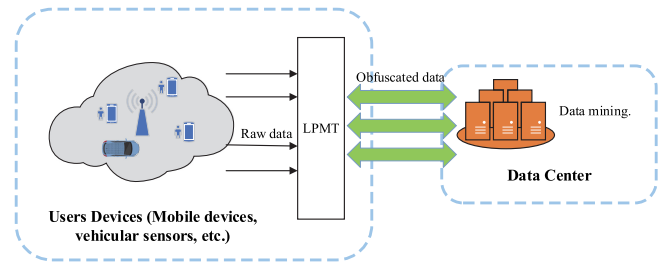 Obfuscated data
Raw data
LPMT
Data mining.
Data Center
Users Devices (Mobile devices,
vehicular sensors, etc.)